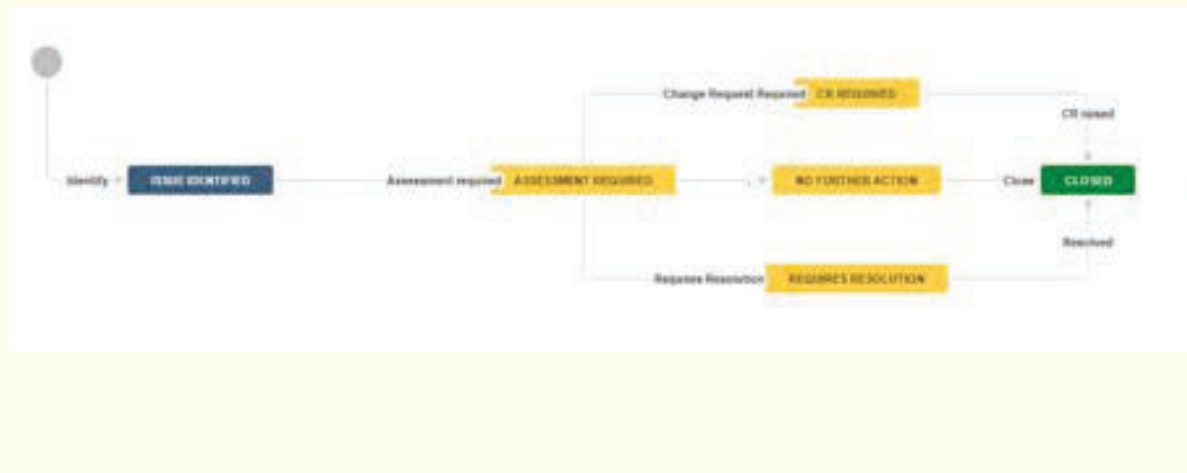 Change Request Required
CR REQUIRED
CR raised
Identify
ISSUE IDENTIFIED
Assessment required
ASSESSMENT REQUIRED
NO FURTHER ACTION
Close
CLOSED
Resolved
Requires Resolution
REQUIRES RESOLUTION